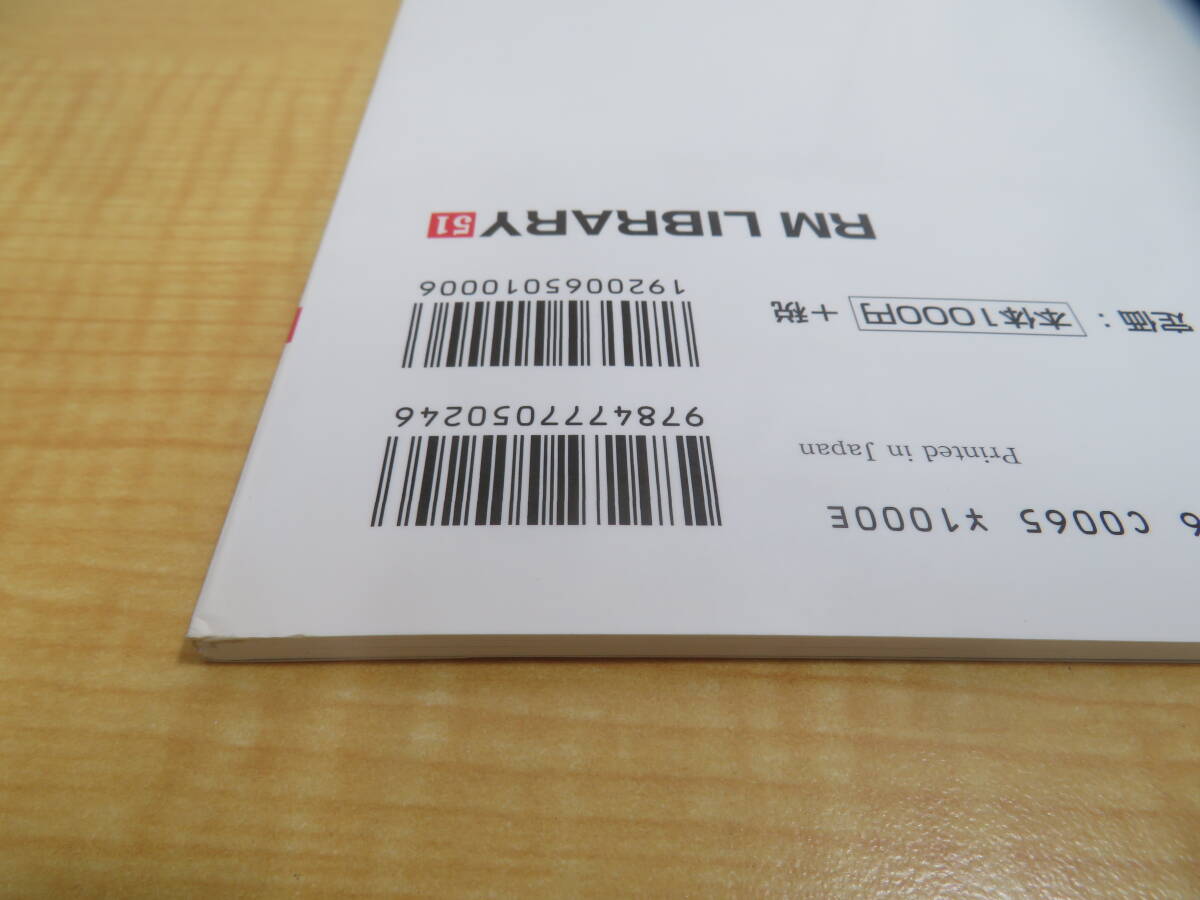 6 C0065 ¥1000E
9784777050246
Printed in Japan
定価：本体1000円＋税
1920065010006
RM LIBRARY 51